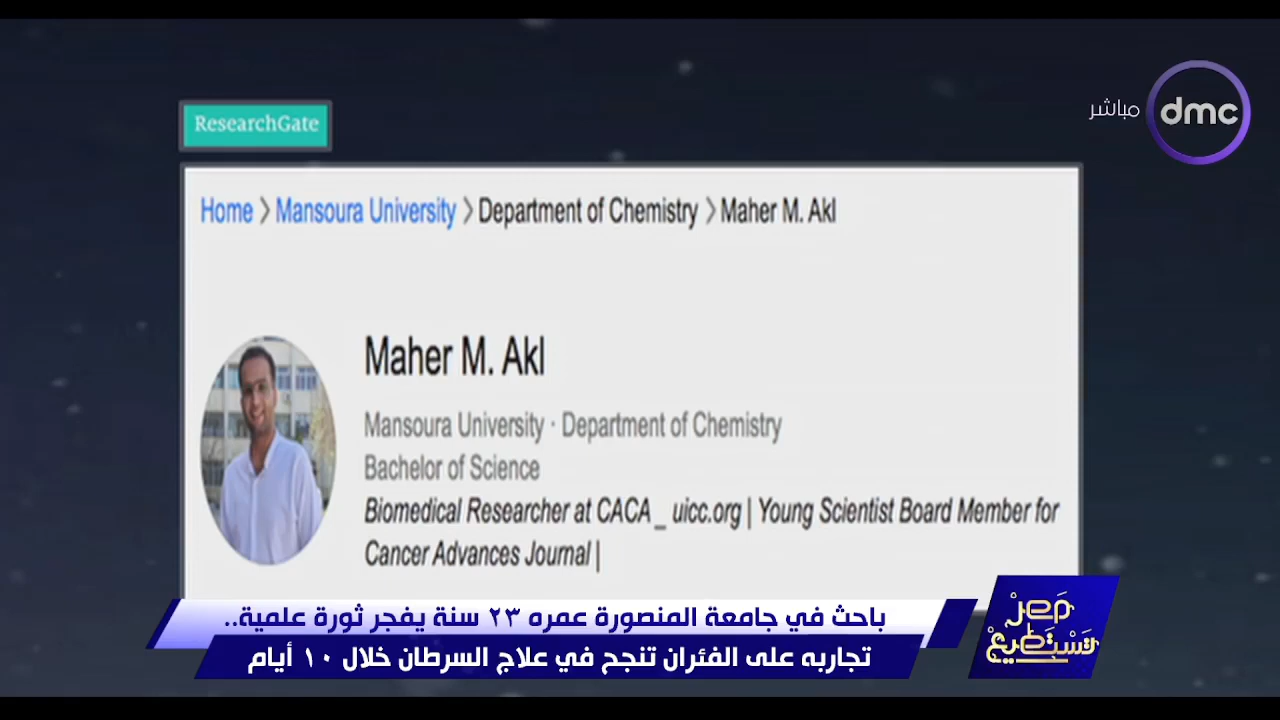 dmc
مباشر
ResearchGate
Home > Mansoura University > Department of Chemistry > Maher M. Akl
Maher M. Akl
Mansoura University · Department of Chemistry
Bachelor of Science
Biomedical Researcher at CACA _ uicc.org | Young Scientist Board Member for
Cancer Advances Journal |
باحث في جامعة المنصورة عمره ٢٣ سنة يفجر ثورة علمية..
تجاربه على الفئران تنجح في علاج السرطان خلال ١٠ أيام
مصر
تستطيع